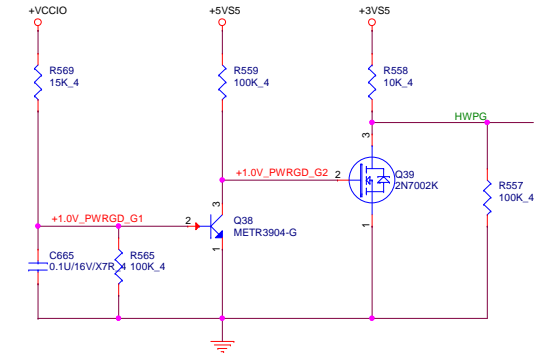 +VCCIO
+5VS5
+3VS5
R569
15K_4
R559
100K_4
R558
10K_4
HWPG
3
+1.0V_PWRGD_G2
2
Q39
2N7002K
R557
100K_4
3
+1.0V_PWRGD_G1
2
Q38
METR3904-G
1
1
C665
0.1U/16V/X7R_4
R565
100K_4